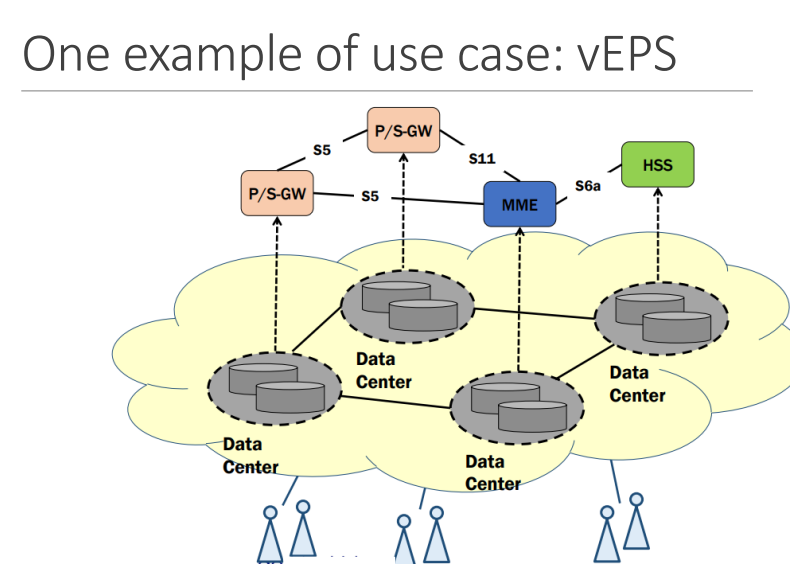 One example of use case: vEPS
P/S-GW
S5
S11
HSS
P/S-GW
S5
MME
S6a
Data
Center
Data
Center
Data
Center
Data
Center